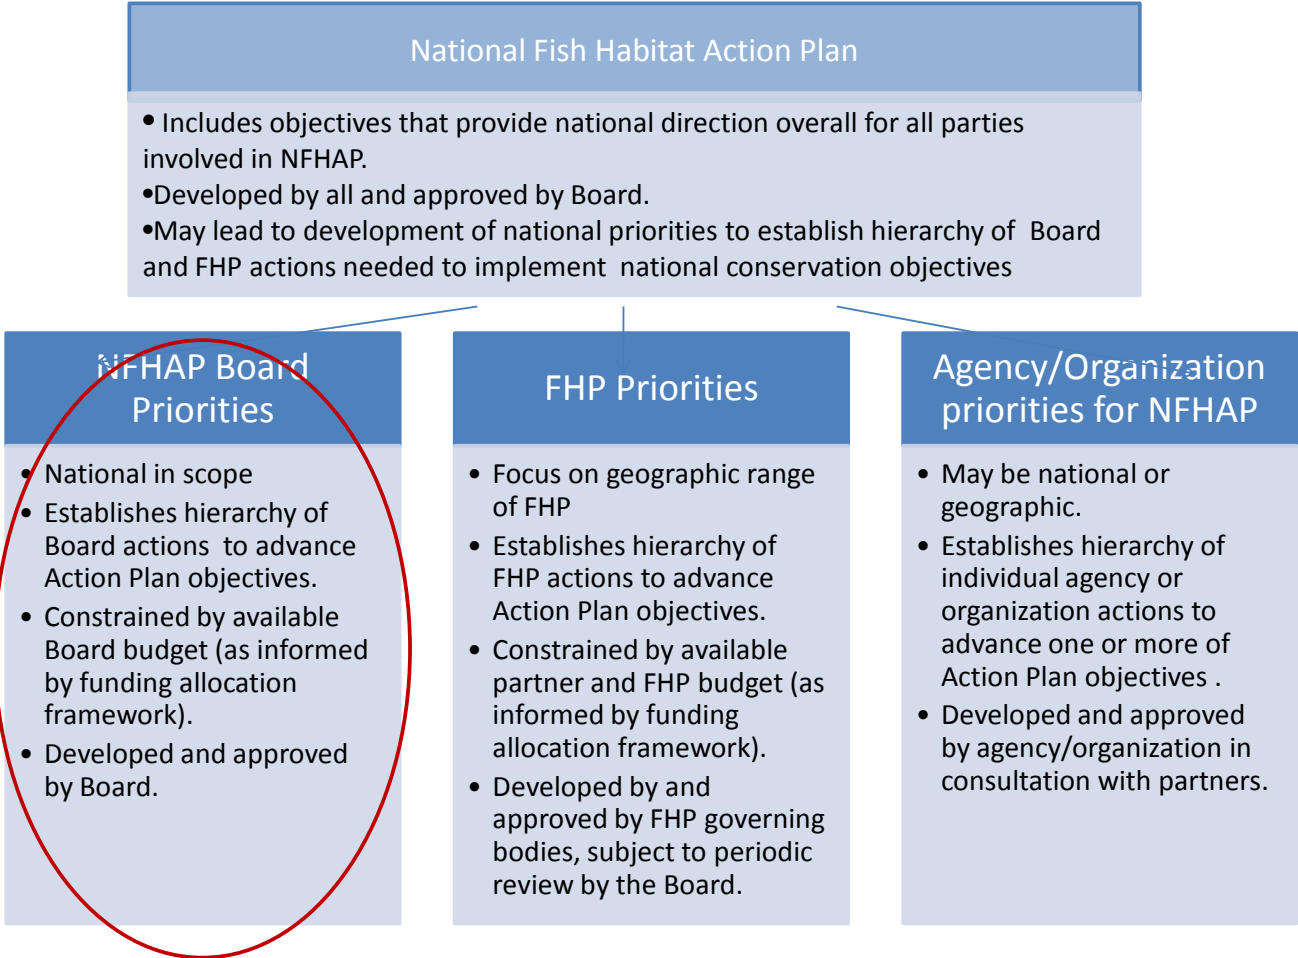 National Fish Habitat Action Plan
• Includes objectives that provide national direction overall for all parties
involved in NFHAP.
•Developed by all and approved by Board.
•May lead to development of national priorities to establish hierarchy of Board
and FHP actions needed to implement national conservation objectives
NFHAP Board
Priorities
• National in scope
• Establishes hierarchy of
Board actions to advance
Action Plan objectives.
• Constrained by available
Board budget (as informed
by funding allocation
framework).
• Developed and approved
by Board.
FHP Priorities
• Focus on geographic range
of FHP
• Establishes hierarchy of
FHP actions to advance
Action Plan objectives.
• Constrained by available
partner and FHP budget (as
informed by funding
allocation framework).
• Developed by and
approved by FHP governing
bodies, subject to periodic
review by the Board.
Agency/Organization
priorities for NFHAP
• May be national or
geographic.
• Establishes hierarchy of
individual agency or
organization actions to
advance one or more of
Action Plan objectives .
• Developed and approved
by agency/organization in
consultation with partners.